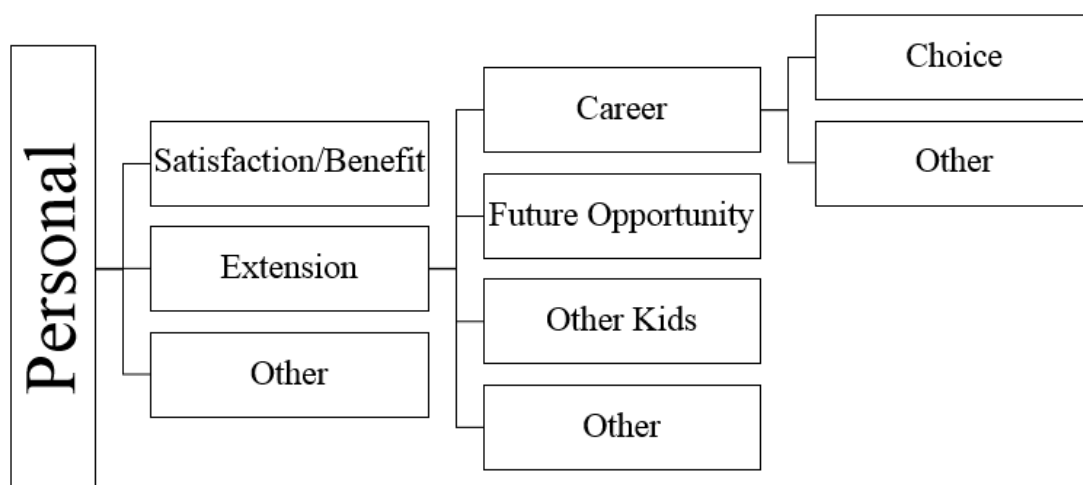 Personal
Satisfaction/Benefit
Extension
Other
Career
Future Opportunity
Other Kids
Other
Choice
Other